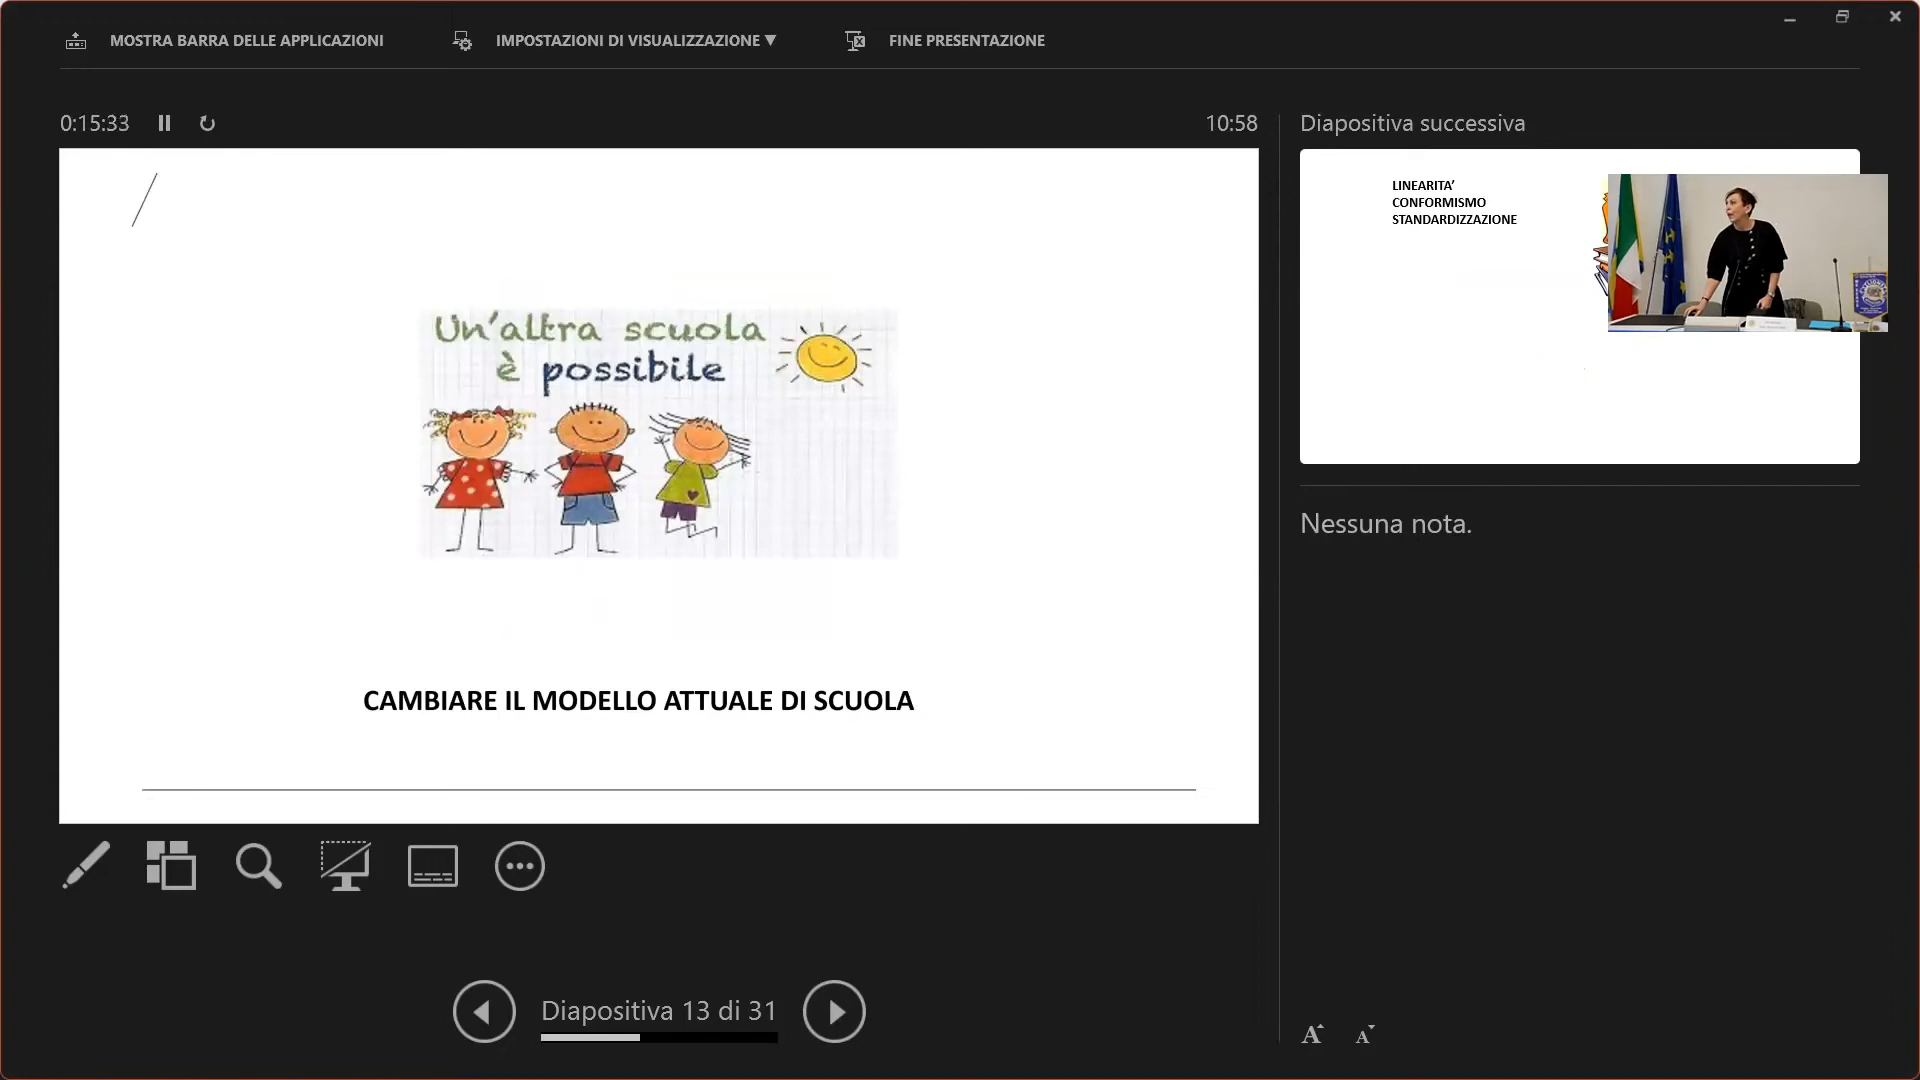 MOSTRA BARRA DELLE APPLICAZIONI
IMPOSTAZIONI DI VISUALIZZAZIONE ▼
FINE PRESENTAZIONE
0:15:33
10:58
Un'altra scuola
è possibile
CAMBIARE IL MODELLO ATTUALE DI SCUOLA
Diapositiva 13 di 31
Diapositiva successiva
LINEARITA'
CONFORMISMO
STANDARDIZZAZIONE
Nessuna nota.
A A